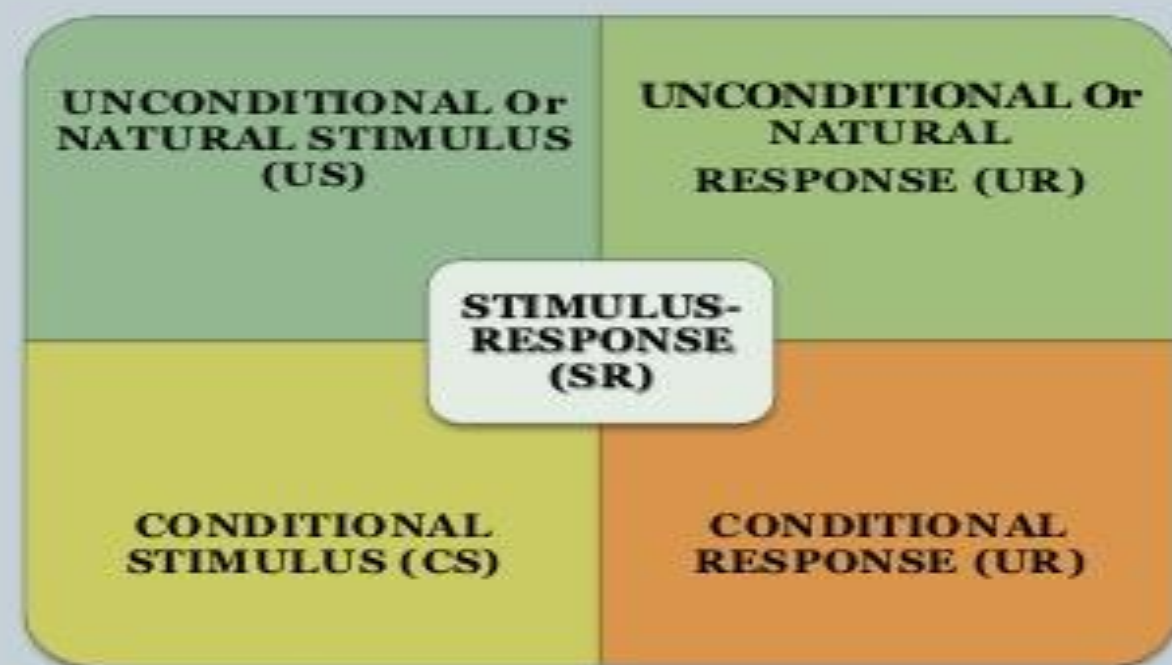 UNCONDITIONAL Or
NATURAL STIMULUS
(US)
UNCONDITIONAL Or
NATURAL
RESPONSE (UR)
STIMULUS-
RESPONSE
(SR)
CONDITIONAL
STIMULUS (CS)
CONDITIONAL
RESPONSE (UR)